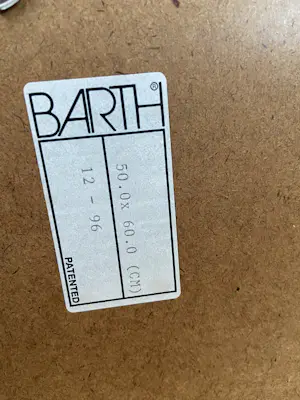 BARTH®
50.0x 60.0 (CM)
12 - 96
PATENTED